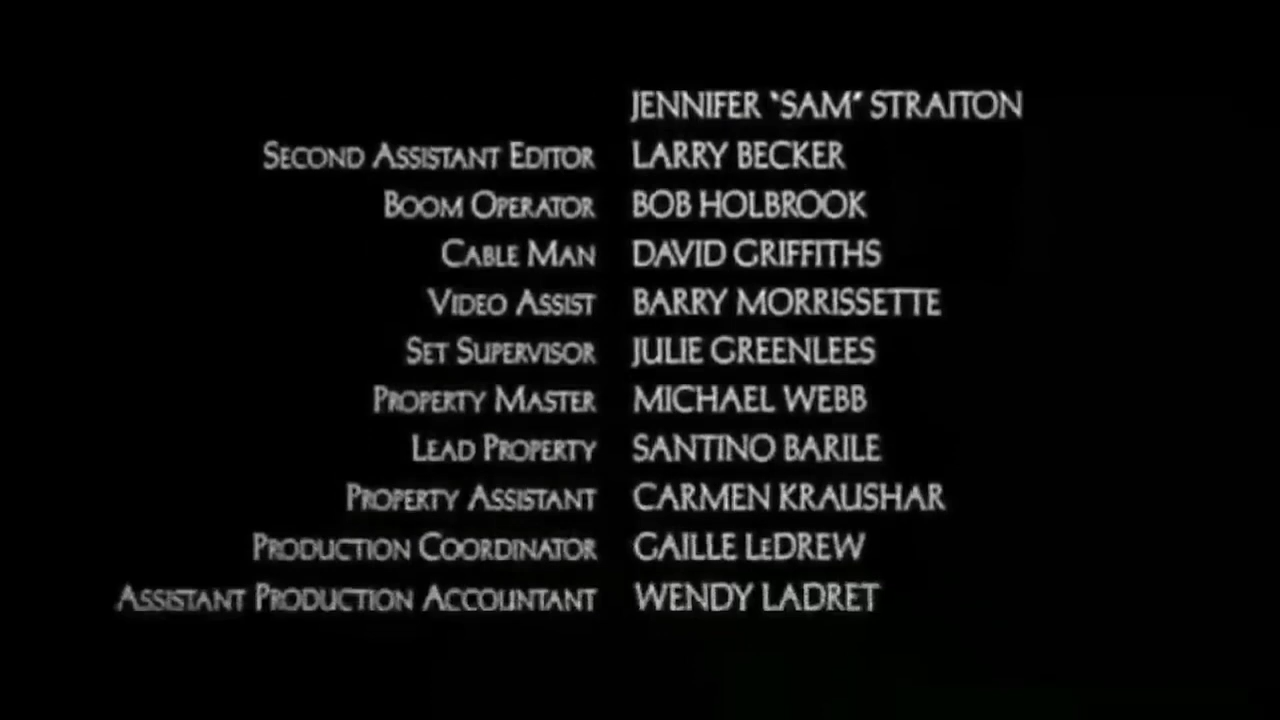 JENNIFER "SAM" STRAITON
SECOND ASSISTANT EDITOR LARRY BECKER
BOOM OPERATOR BOB HOLBROOK
CABLE MAN DAVID GRIFFITHS
VIDEO ASSIST BARRY MORRISSETTE
SET SUPERVISOR JULIE GREENLEES
PROPERTY MASTER MICHAEL WEBB
LEAD PROPERTY SANTINO BARILE
PROPERTY ASSISTANT CARMEN KRAUSHAR
PRODUCTION COORDINATOR GAILLE LeDREW
ASSISTANT PRODUCTION ACCOUNTANT WENDY LADRET